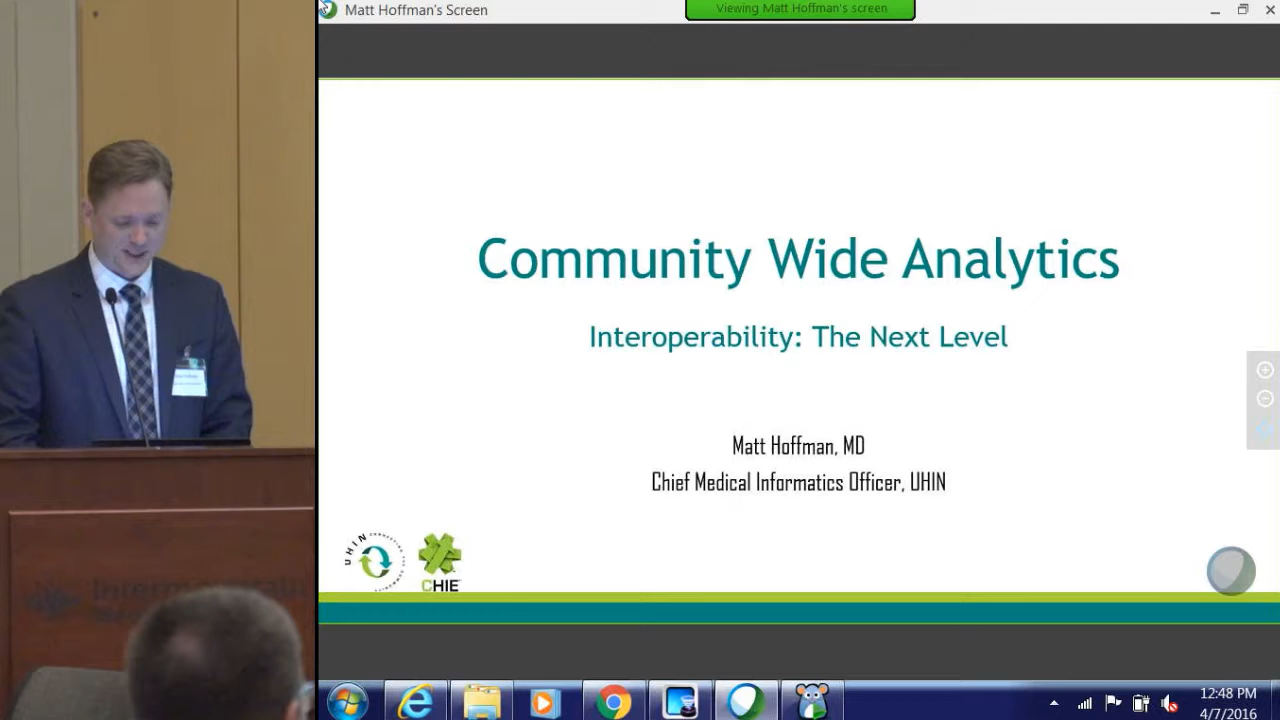 Matt Hoffman's Screen
Viewing Matt Hoffman's screen
Community Wide Analytics
Interoperability: The Next Level
Matt Hoffman, MD
Chief Medical Informatics Officer, UHIN
UHIN
CHIE
12:48 PM
4/7/2016